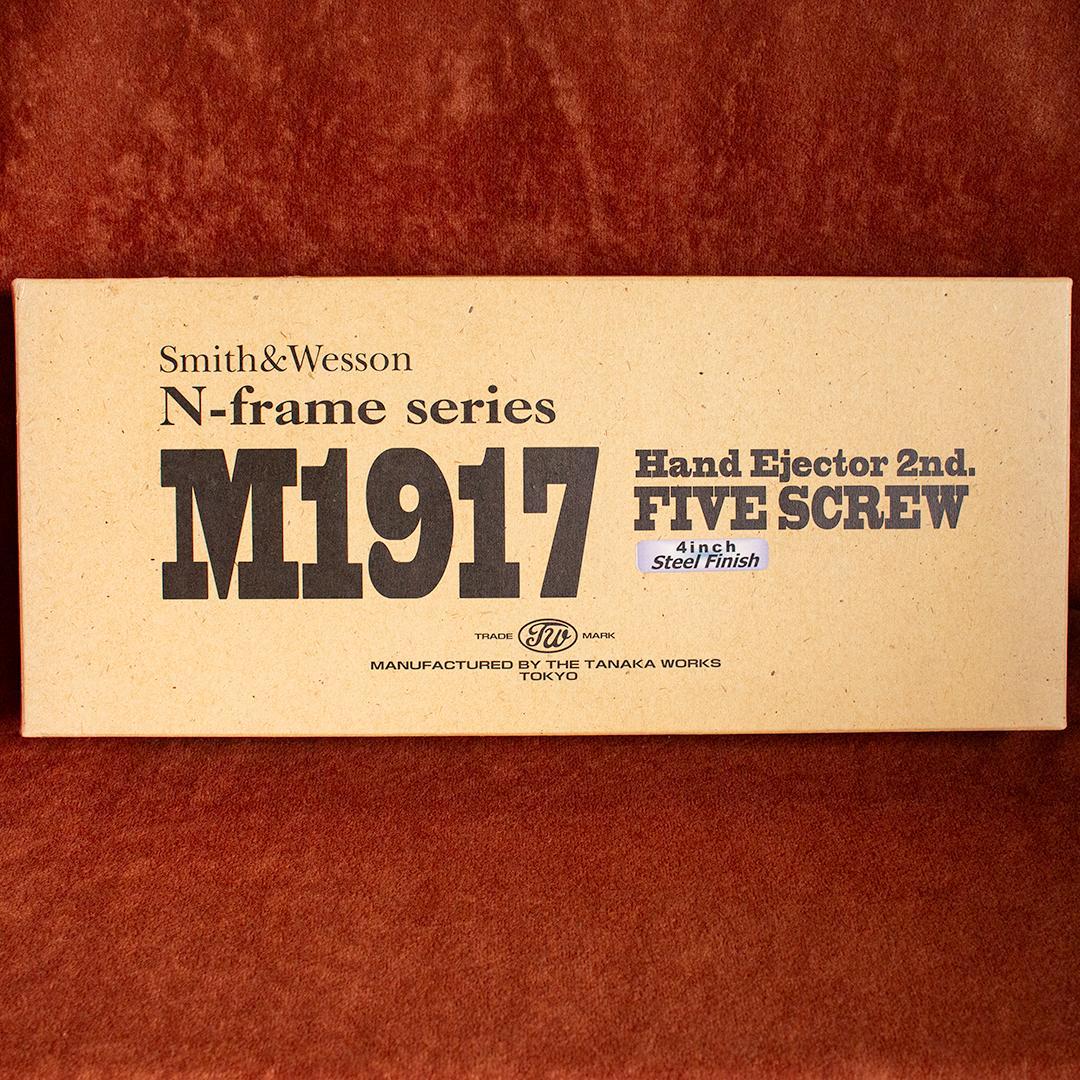 Smith&Wesson
N-frame series
M1917
Hand Ejector 2nd.
FIVE SCREW
4inch
Steel Finish
TRADE TW MARK
MANUFACTURED BY THE TANAKA WORKS
TOKYO